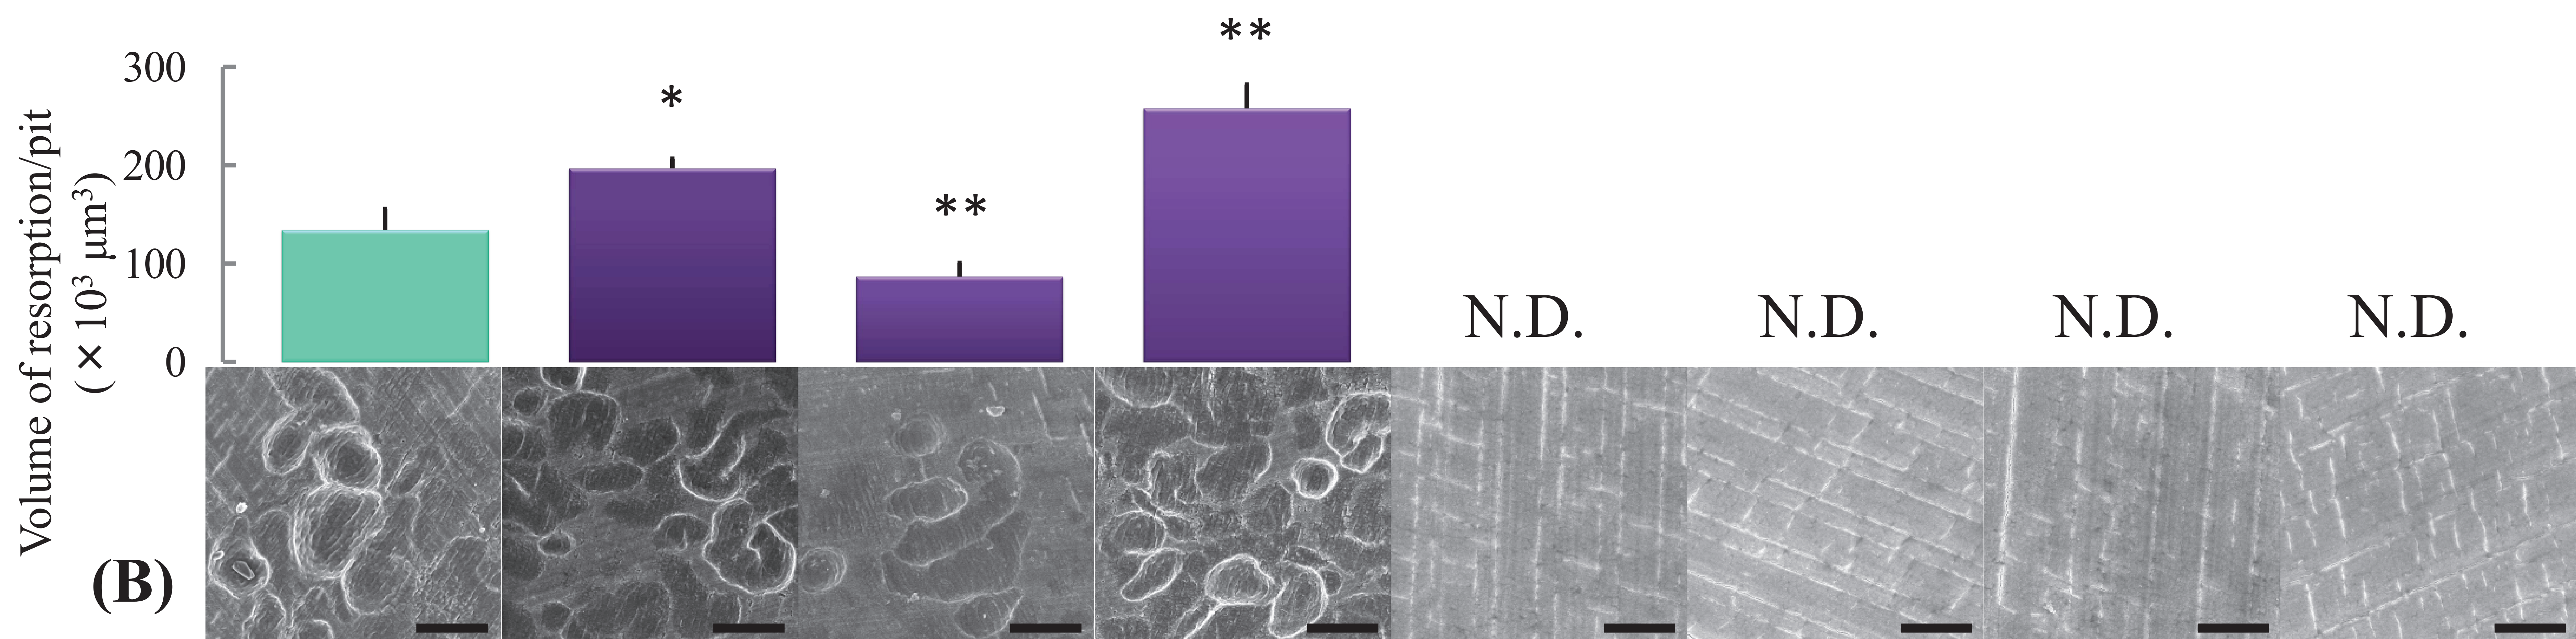 Volume of resorption/pit
(× 10³ μm³)
300
200
100
0
*
**
**
N.D.
N.D.
N.D.
N.D.
(B)